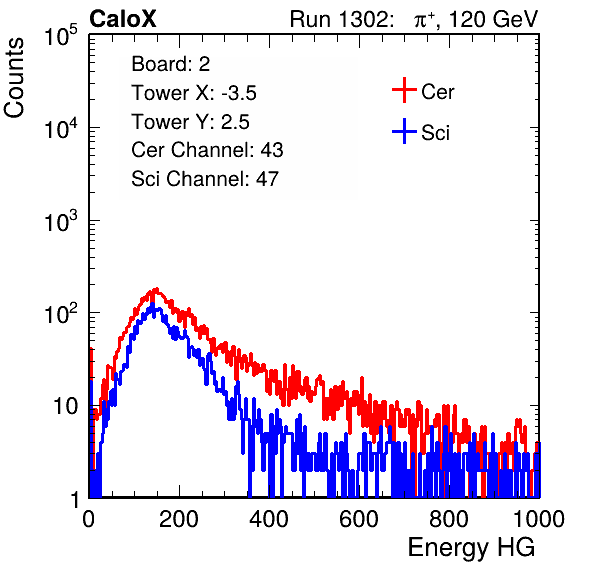 CaloX Run 1302: π⁺, 120 GeV
Counts
10⁵
10⁴
10³
10²
10
1
Board: 2
Tower X: -3.5
Tower Y: 2.5
Cer Channel: 43
Sci Channel: 47
Cer
Sci
0 200 400 600 800 1000
Energy HG